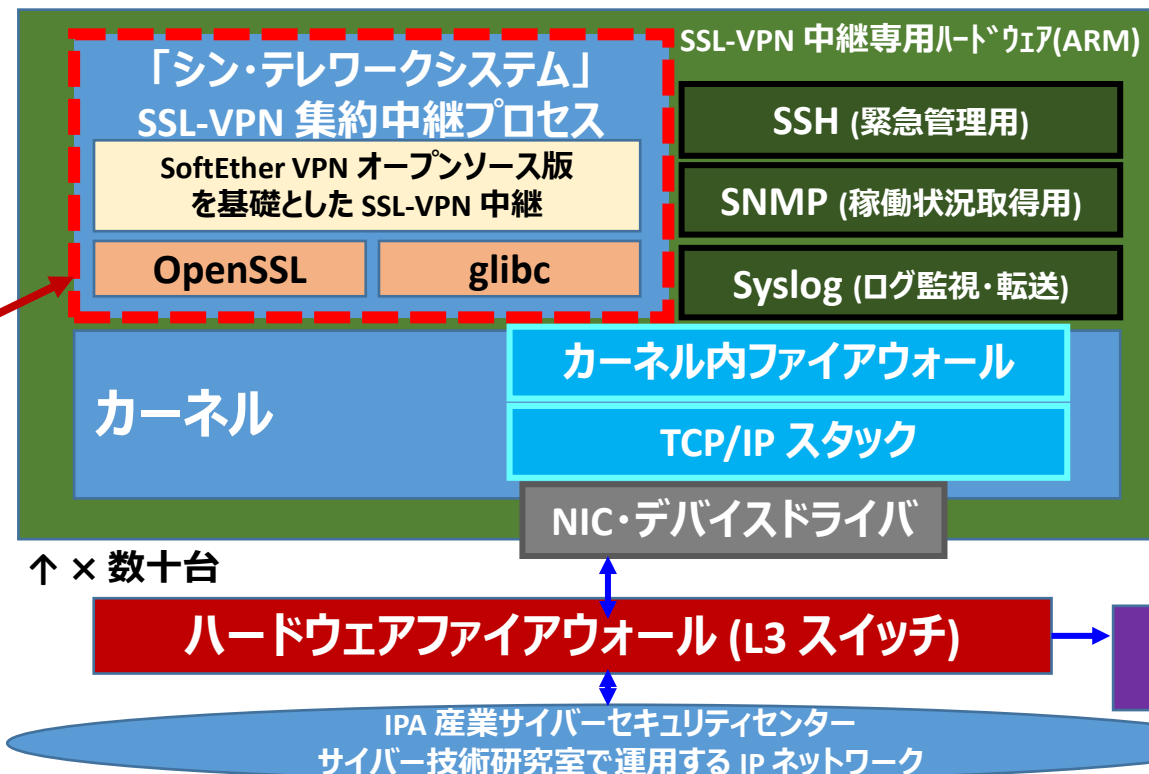 SSL-VPN 中継専用ﾊｰﾄﾞｳｪｱ(ARM)
「シン・テレワークシステム」
SSL-VPN 集約中継プロセス
SoftEther VPN オープンソース版
を基礎とした SSL-VPN 中継
OpenSSL
glibc
SSH (緊急管理用)
SNMP (稼働状況取得用)
Syslog (ログ監視・転送)
カーネル
カーネル内ファイアウォール
TCP/IP スタック
NIC・デバイスドライバ
↑ × 数十台
ハードウェアファイアウォール (L3 スイッチ)
IPA 産業サイバーセキュリティセンター
サイバー技術研究室で運用する IP ネットワーク